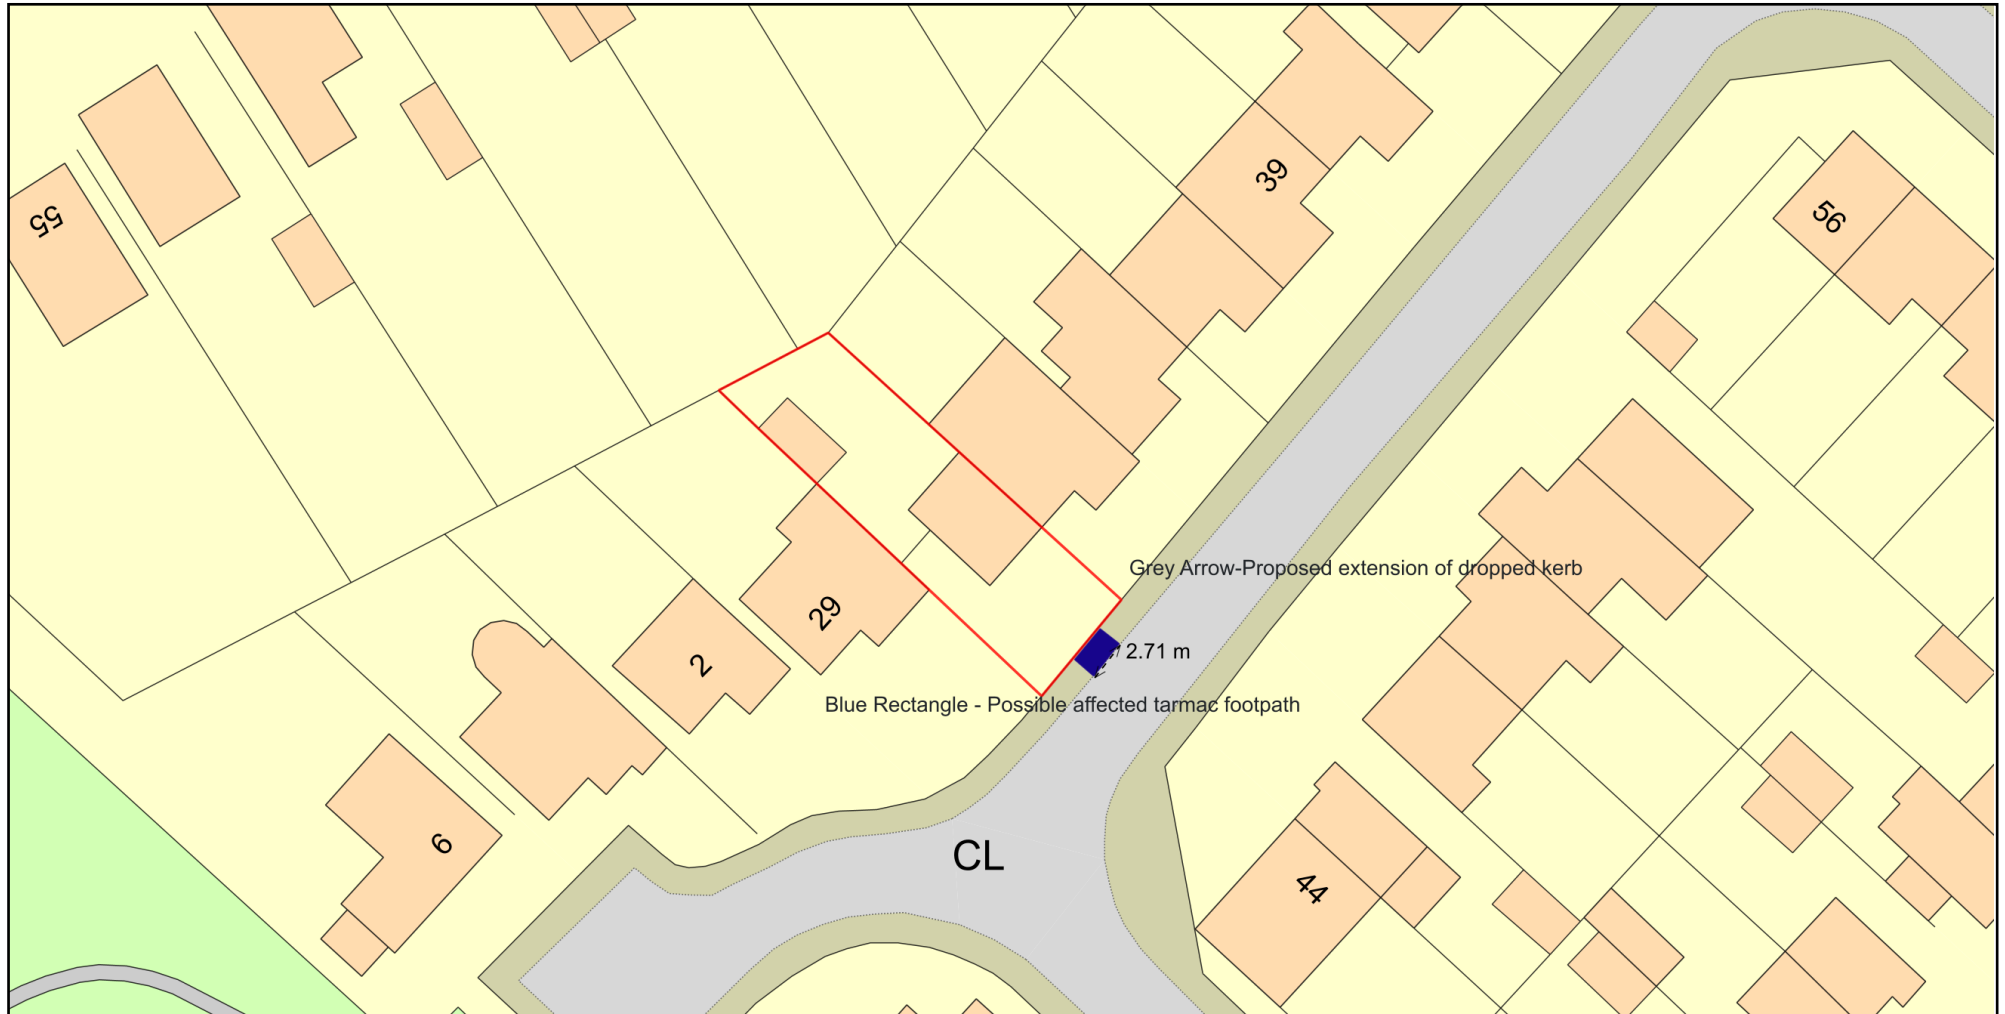 55
39
56
Grey Arrow-Proposed extension of dropped kerb
29
2
2.71 m
Blue Rectangle - Possible affected tarmac footpath
6
CL
44